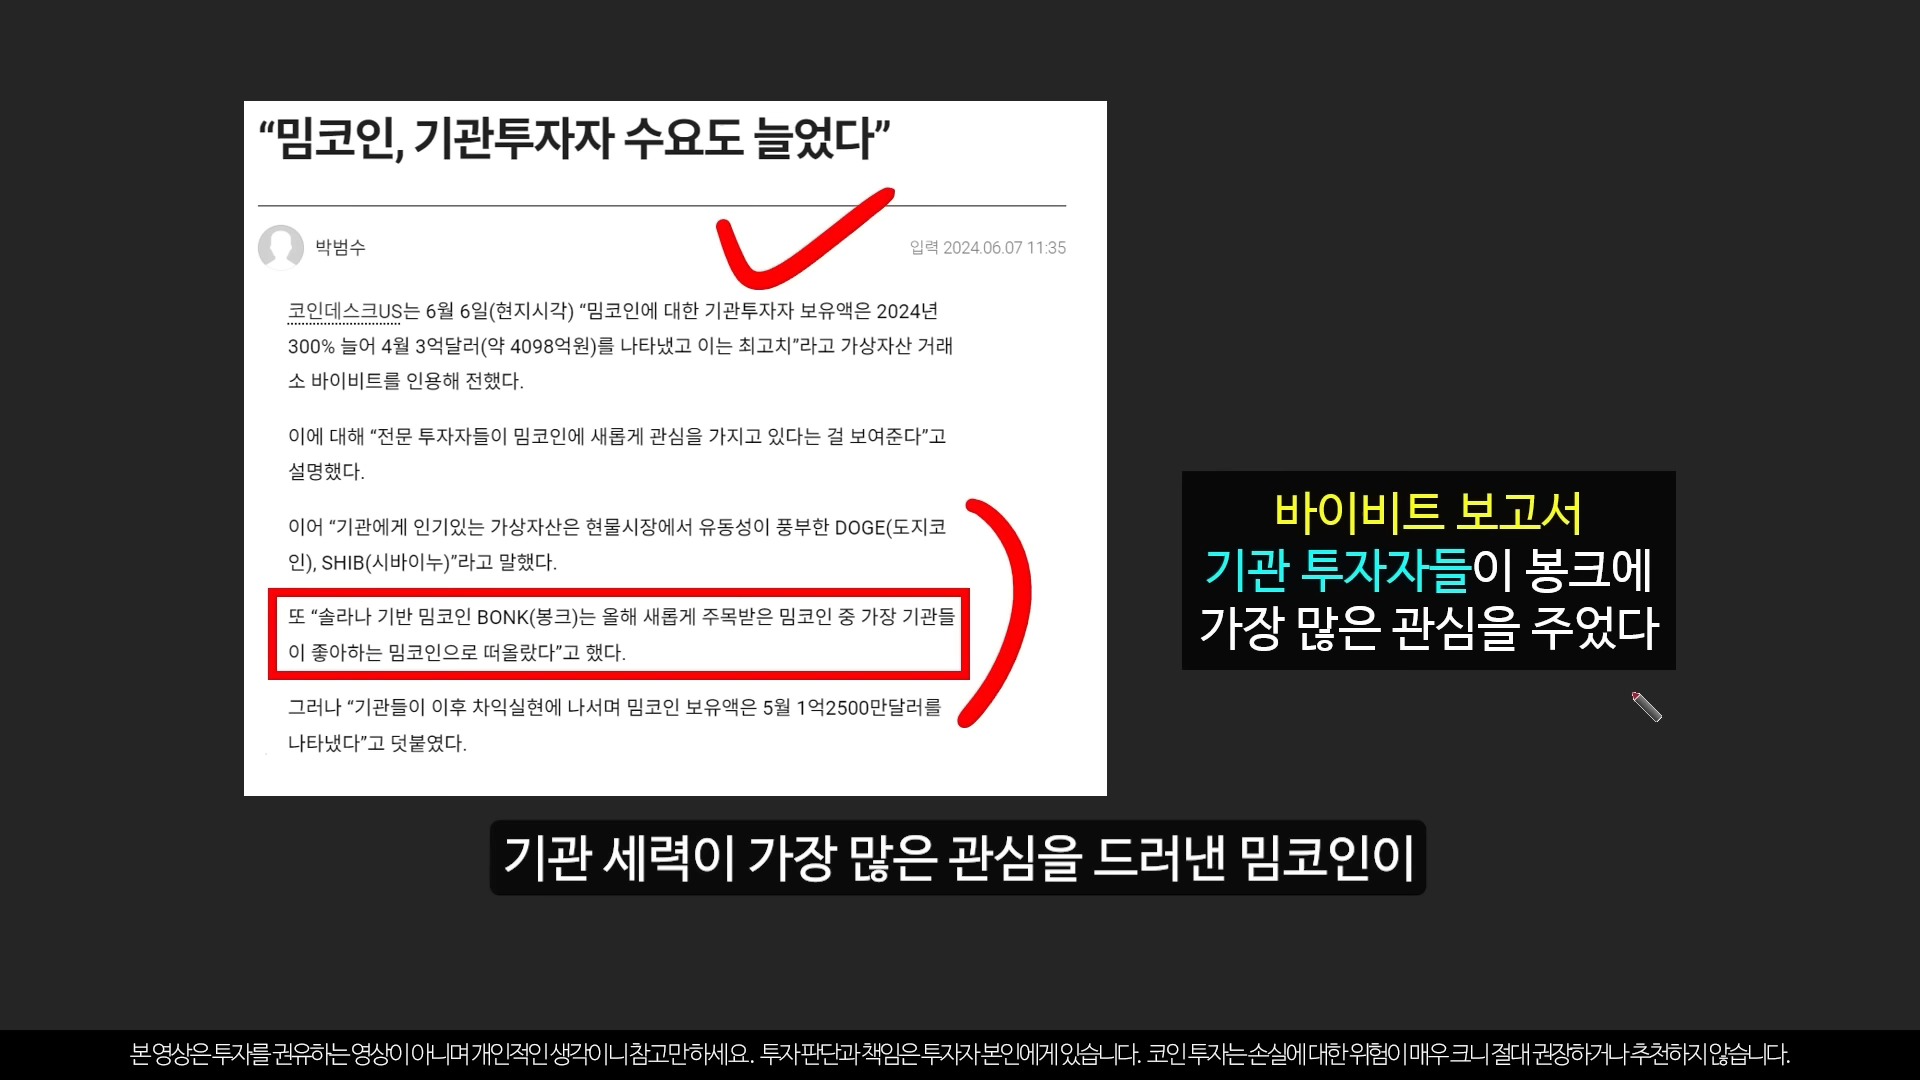 “밈코인, 기관투자자 수요도 늘었다”
박범수
입력 2024.06.07 11:35
코인데스크US는 6월 6일(현지시각) “밈코인에 대한 기관투자자 보유액은 2024년
300% 늘어 4월 3억달러(약 4098억원)를 나타냈고 이는 최고치”라고 가상자산 거래
소 바이비트를 인용해 전했다.
이에 대해 “전문 투자자들이 밈코인에 새롭게 관심을 가지고 있다는 걸 보여준다”고
설명했다.
이어 “기관에게 인기있는 가상자산은 현물시장에서 유동성이 풍부한 DOGE(도지코
인), SHIB(시바이누)”라고 말했다.
또 “솔라나 기반 밈코인 BONK(봉크)는 올해 새롭게 주목받은 밈코인 중 가장 기관들
이 좋아하는 밈코인으로 떠올랐다”고 했다.
그러나 “기관들이 이후 차익실현에 나서며 밈코인 보유액은 5월 1억2500만달러를
나타냈다”고 덧붙였다.
바이비트 보고서
기관 투자자들이 봉크에
가장 많은 관심을 주었다
기관 세력이 가장 많은 관심을 드러낸 밈코인이
본 영상은 투자를 권유하는 영상이 아니며 개인적인 생각이니 참고만 하세요. 투자 판단과 책임은 투자자 본인에게 있습니다. 코인 투자는 손실에 대한 위험이 매우 크니 절대 권장하거나 추천하지 않습니다.